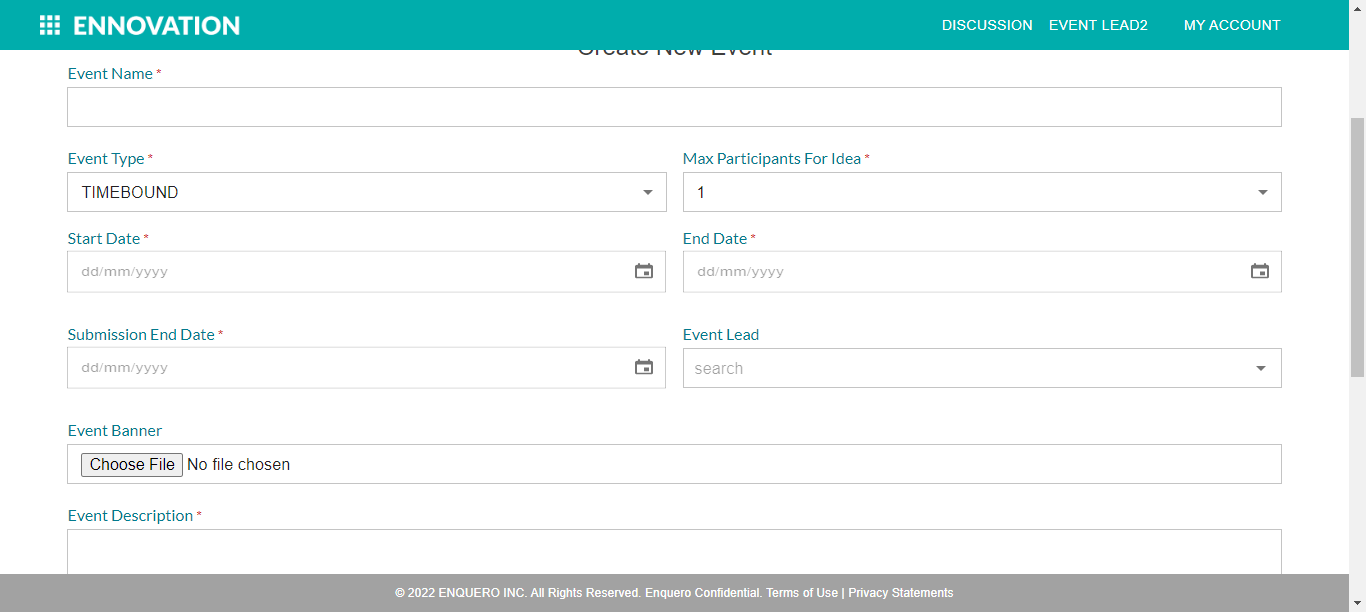 ENNOVATION DISCUSSION EVENT LEAD2 MY ACCOUNT
Create New Event
Event Name *
Event Type * Max Participants For Idea *
TIMEBOUND 1
Start Date * End Date *
dd/mm/yyyy dd/mm/yyyy
Submission End Date * Event Lead
dd/mm/yyyy search
Event Banner
Choose File No file chosen
Event Description *
© 2022 ENQUERO INC. All Rights Reserved. Enquero Confidential. Terms of Use | Privacy Statements